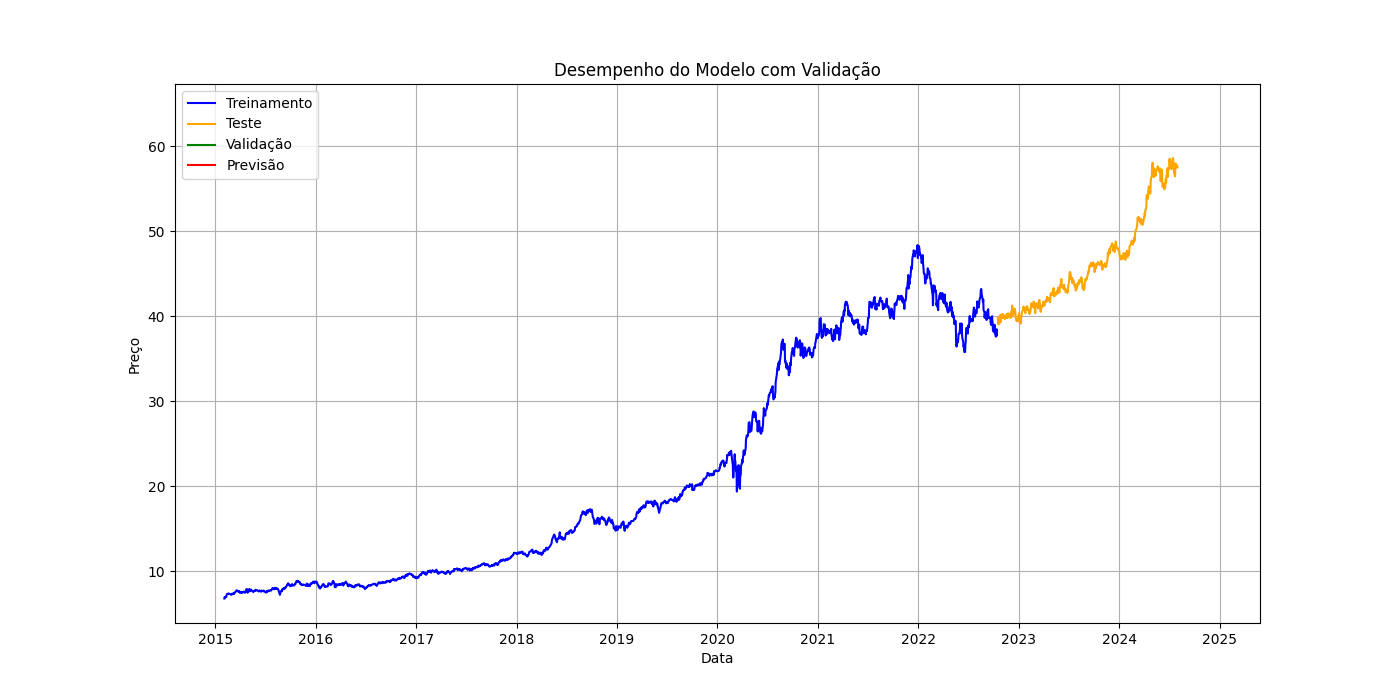 Desempenho do Modelo com Validação
Treinamento
Teste
Validação
Previsão
60
50
40
30
20
10
Preço
2015 2016 2017 2018 2019 2020 2021 2022 2023 2024 2025
Data